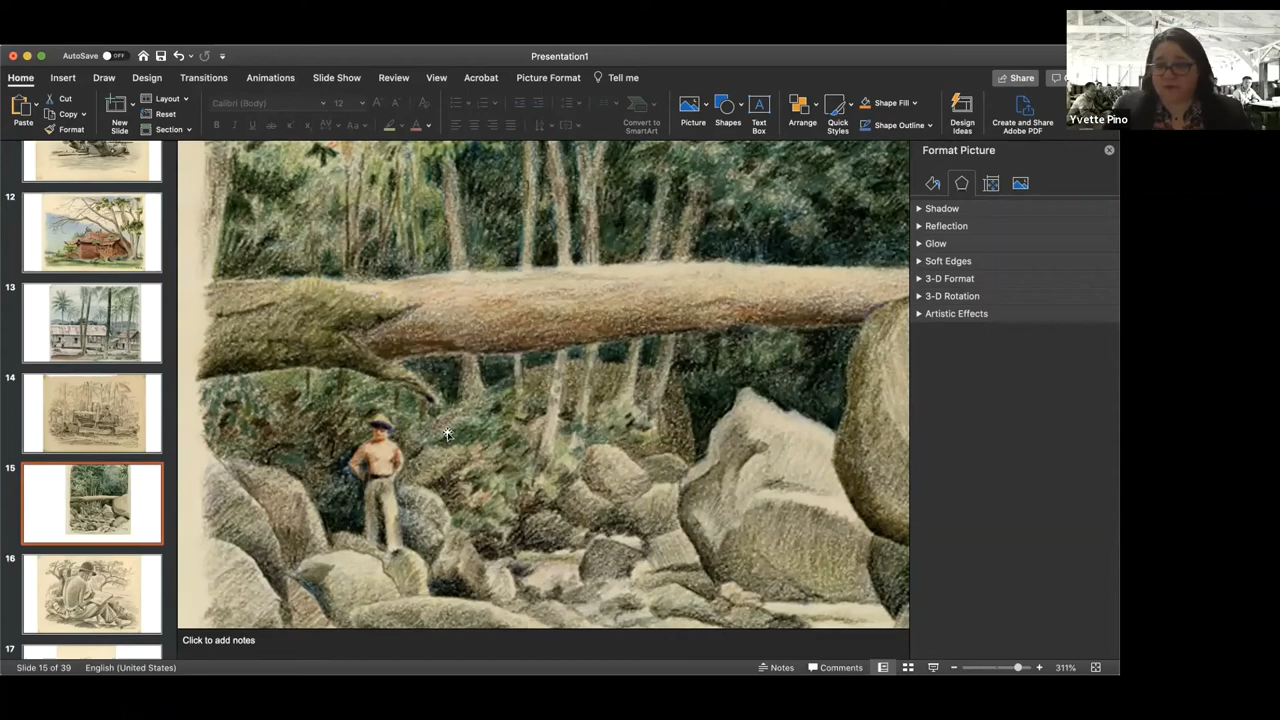 AutoSave OFF
Presentation1
Home Insert Draw Design Transitions Animations Slide Show Review View Acrobat Picture Format Tell me
Share
Paste
Cut
Copy
Format
New Slide
Layout
Reset
Section
Calibri (Body) 12
Convert to SmartArt
Picture
Shapes
Text Box
Arrange
Quick Styles
Shape Fill
Shape Outline
Design Ideas
Create and Share Adobe PDF
Yvette Pino
Format Picture
Shadow
Reflection
Glow
Soft Edges
3-D Format
3-D Rotation
Artistic Effects
12
13
14
15
16
17
Click to add notes
Slide 15 of 39 English (United States) Notes Comments 311%